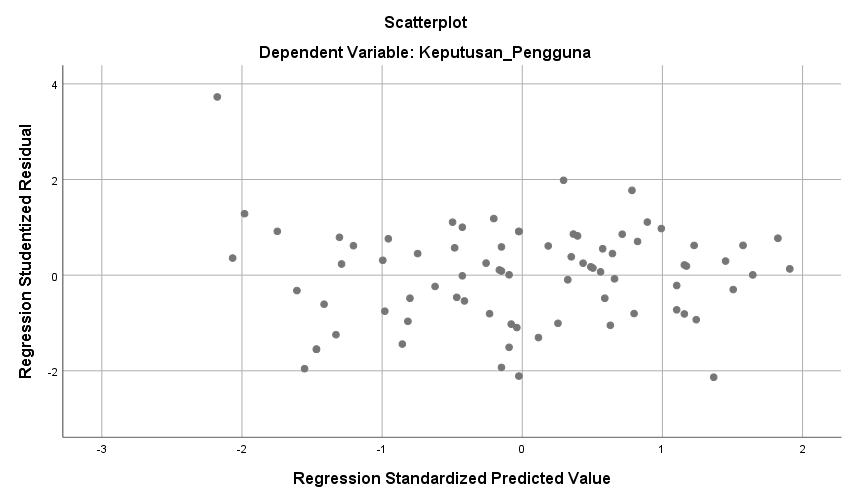 Scatterplot
Dependent Variable: Keputusan_Pengguna
Regression Studentized Residual
4
2
0
-2
-3
-2
-1
0
1
2
Regression Standardized Predicted Value